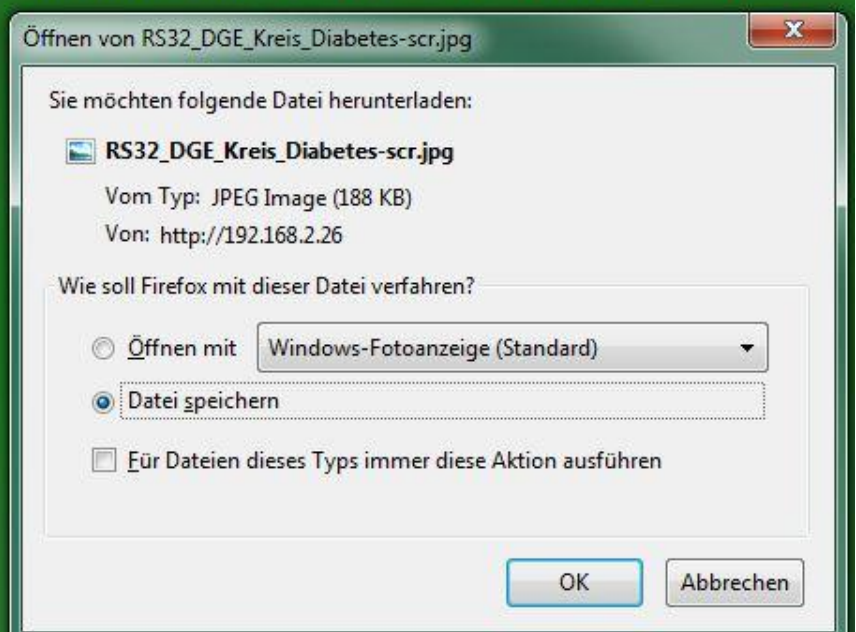 Öffnen von RS32_DGE_Kreis_Diabetes-scr.jpg
Sie möchten folgende Datei herunterladen:
RS32_DGE_Kreis_Diabetes-scr.jpg
Vom Typ: JPEG Image (188 KB)
Von: http://192.168.2.26
Wie soll Firefox mit dieser Datei verfahren?
Öffnen mit Windows-Fotoanzeige (Standard)
Datei speichern
Für Dateien dieses Typs immer diese Aktion ausführen
OK Abbrechen